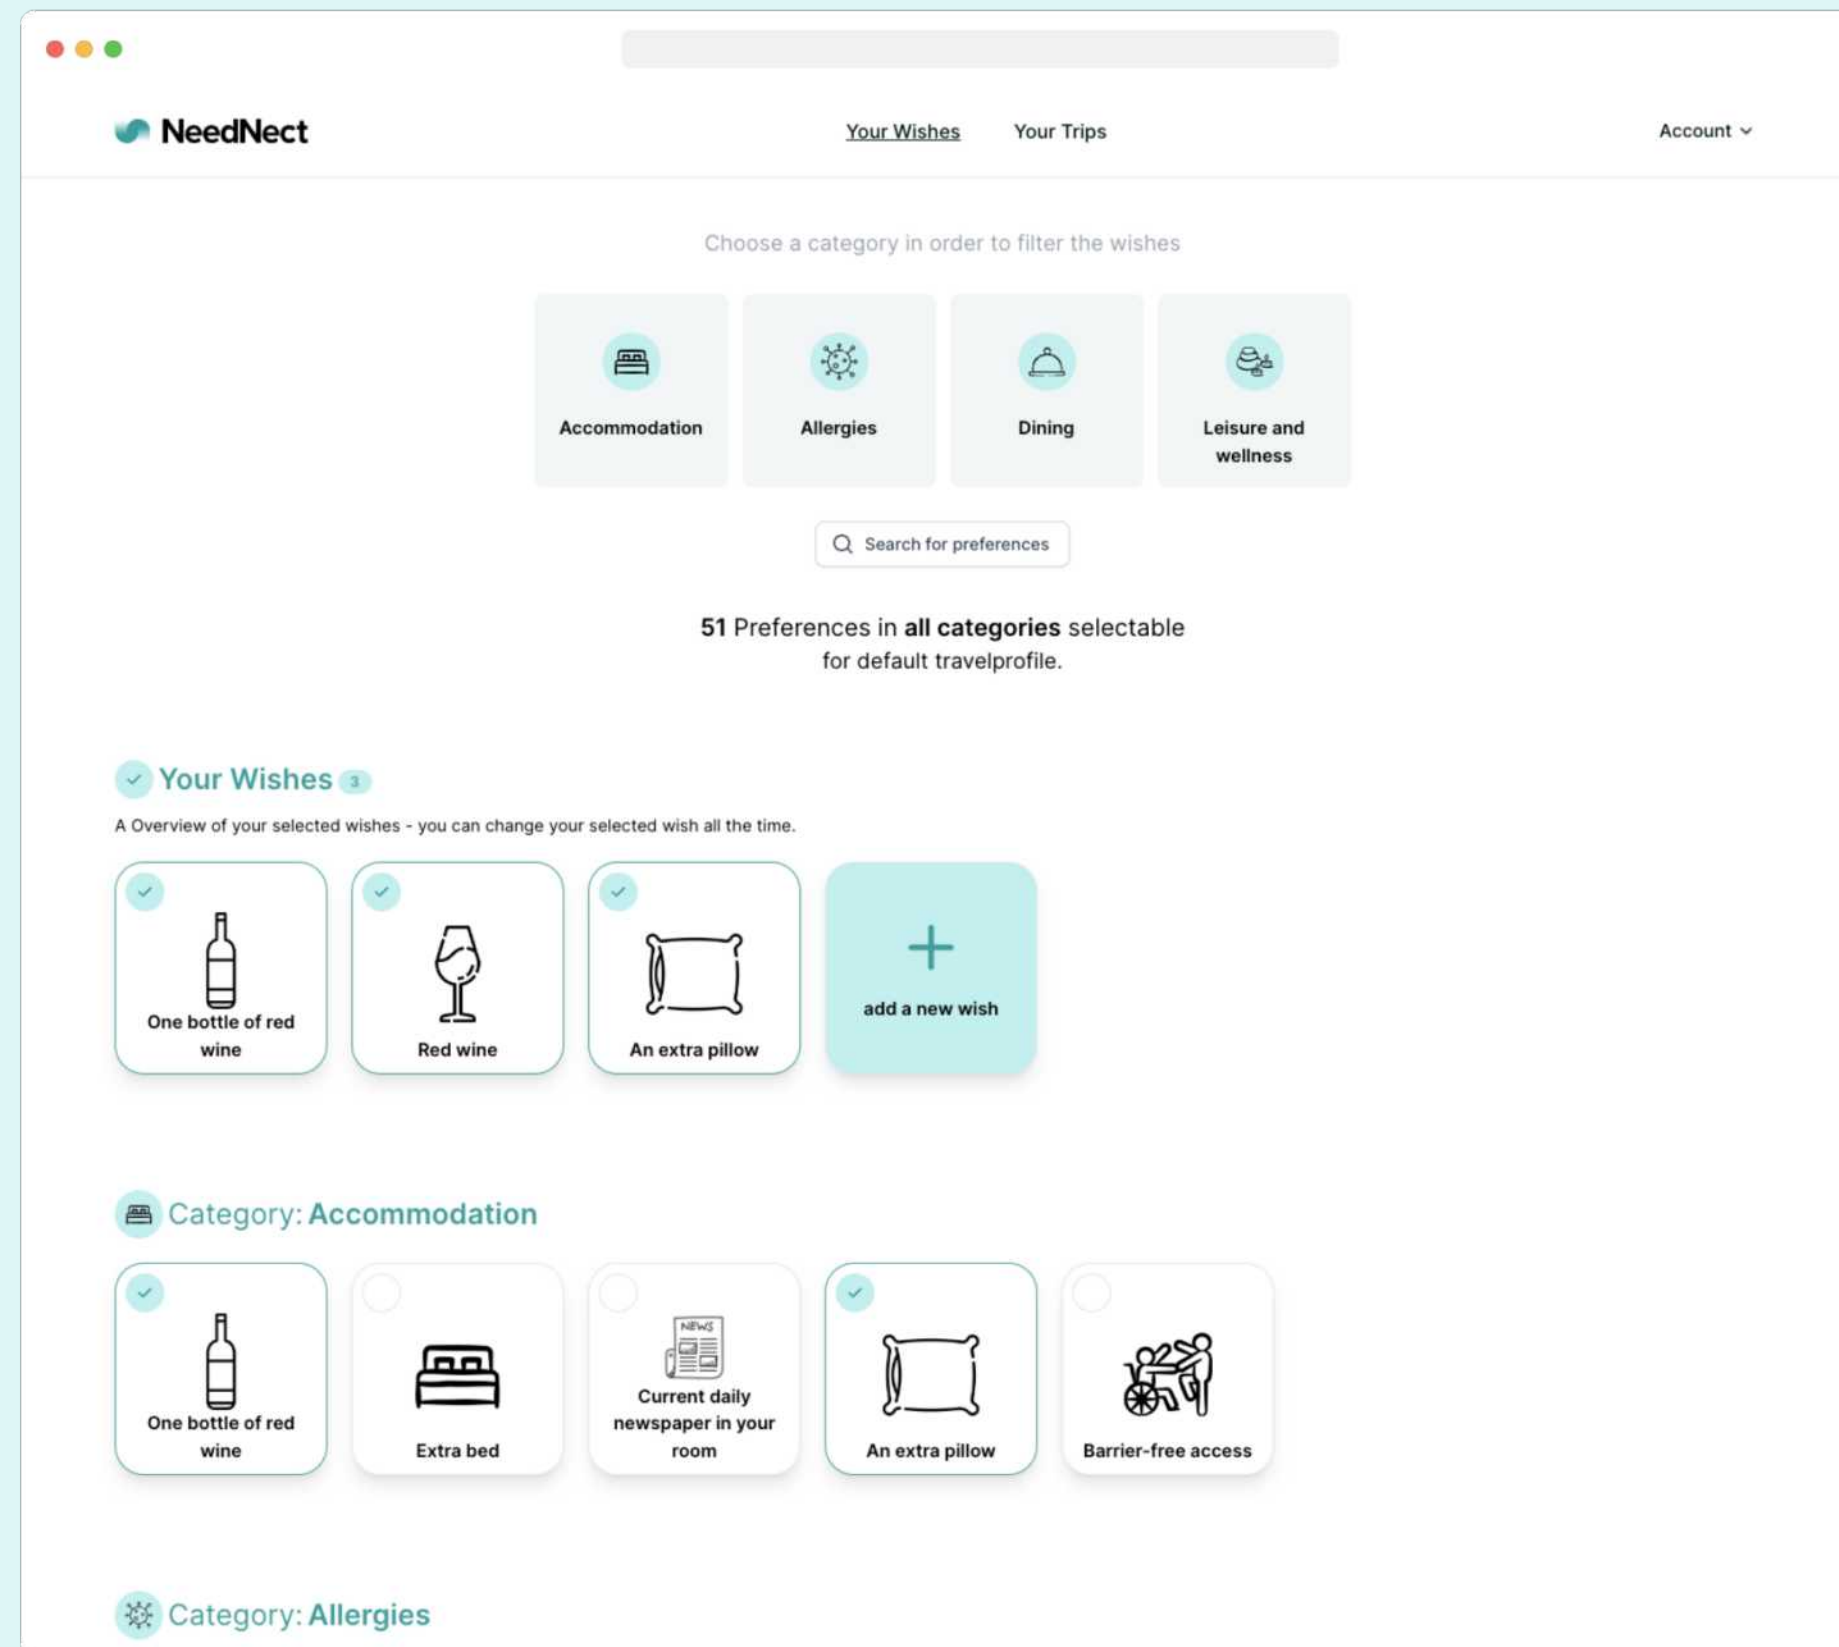 NeedNect
Your Wishes
Your Trips
Account
Choose a category in order to filter the wishes
Accommodation
Allergies
Dining
Leisure and
wellness
Search for preferences
51 Preferences in all categories selectable
for default travelprofile.
Your Wishes 3
A Overview of your selected wishes - you can change your selected wish all the time.
One bottle of red
wine
Red wine
An extra pillow
add a new wish
Category: Accommodation
One bottle of red
wine
Extra bed
NEWS
Current daily
newspaper in your
room
An extra pillow
Barrier-free access
Category: Allergies